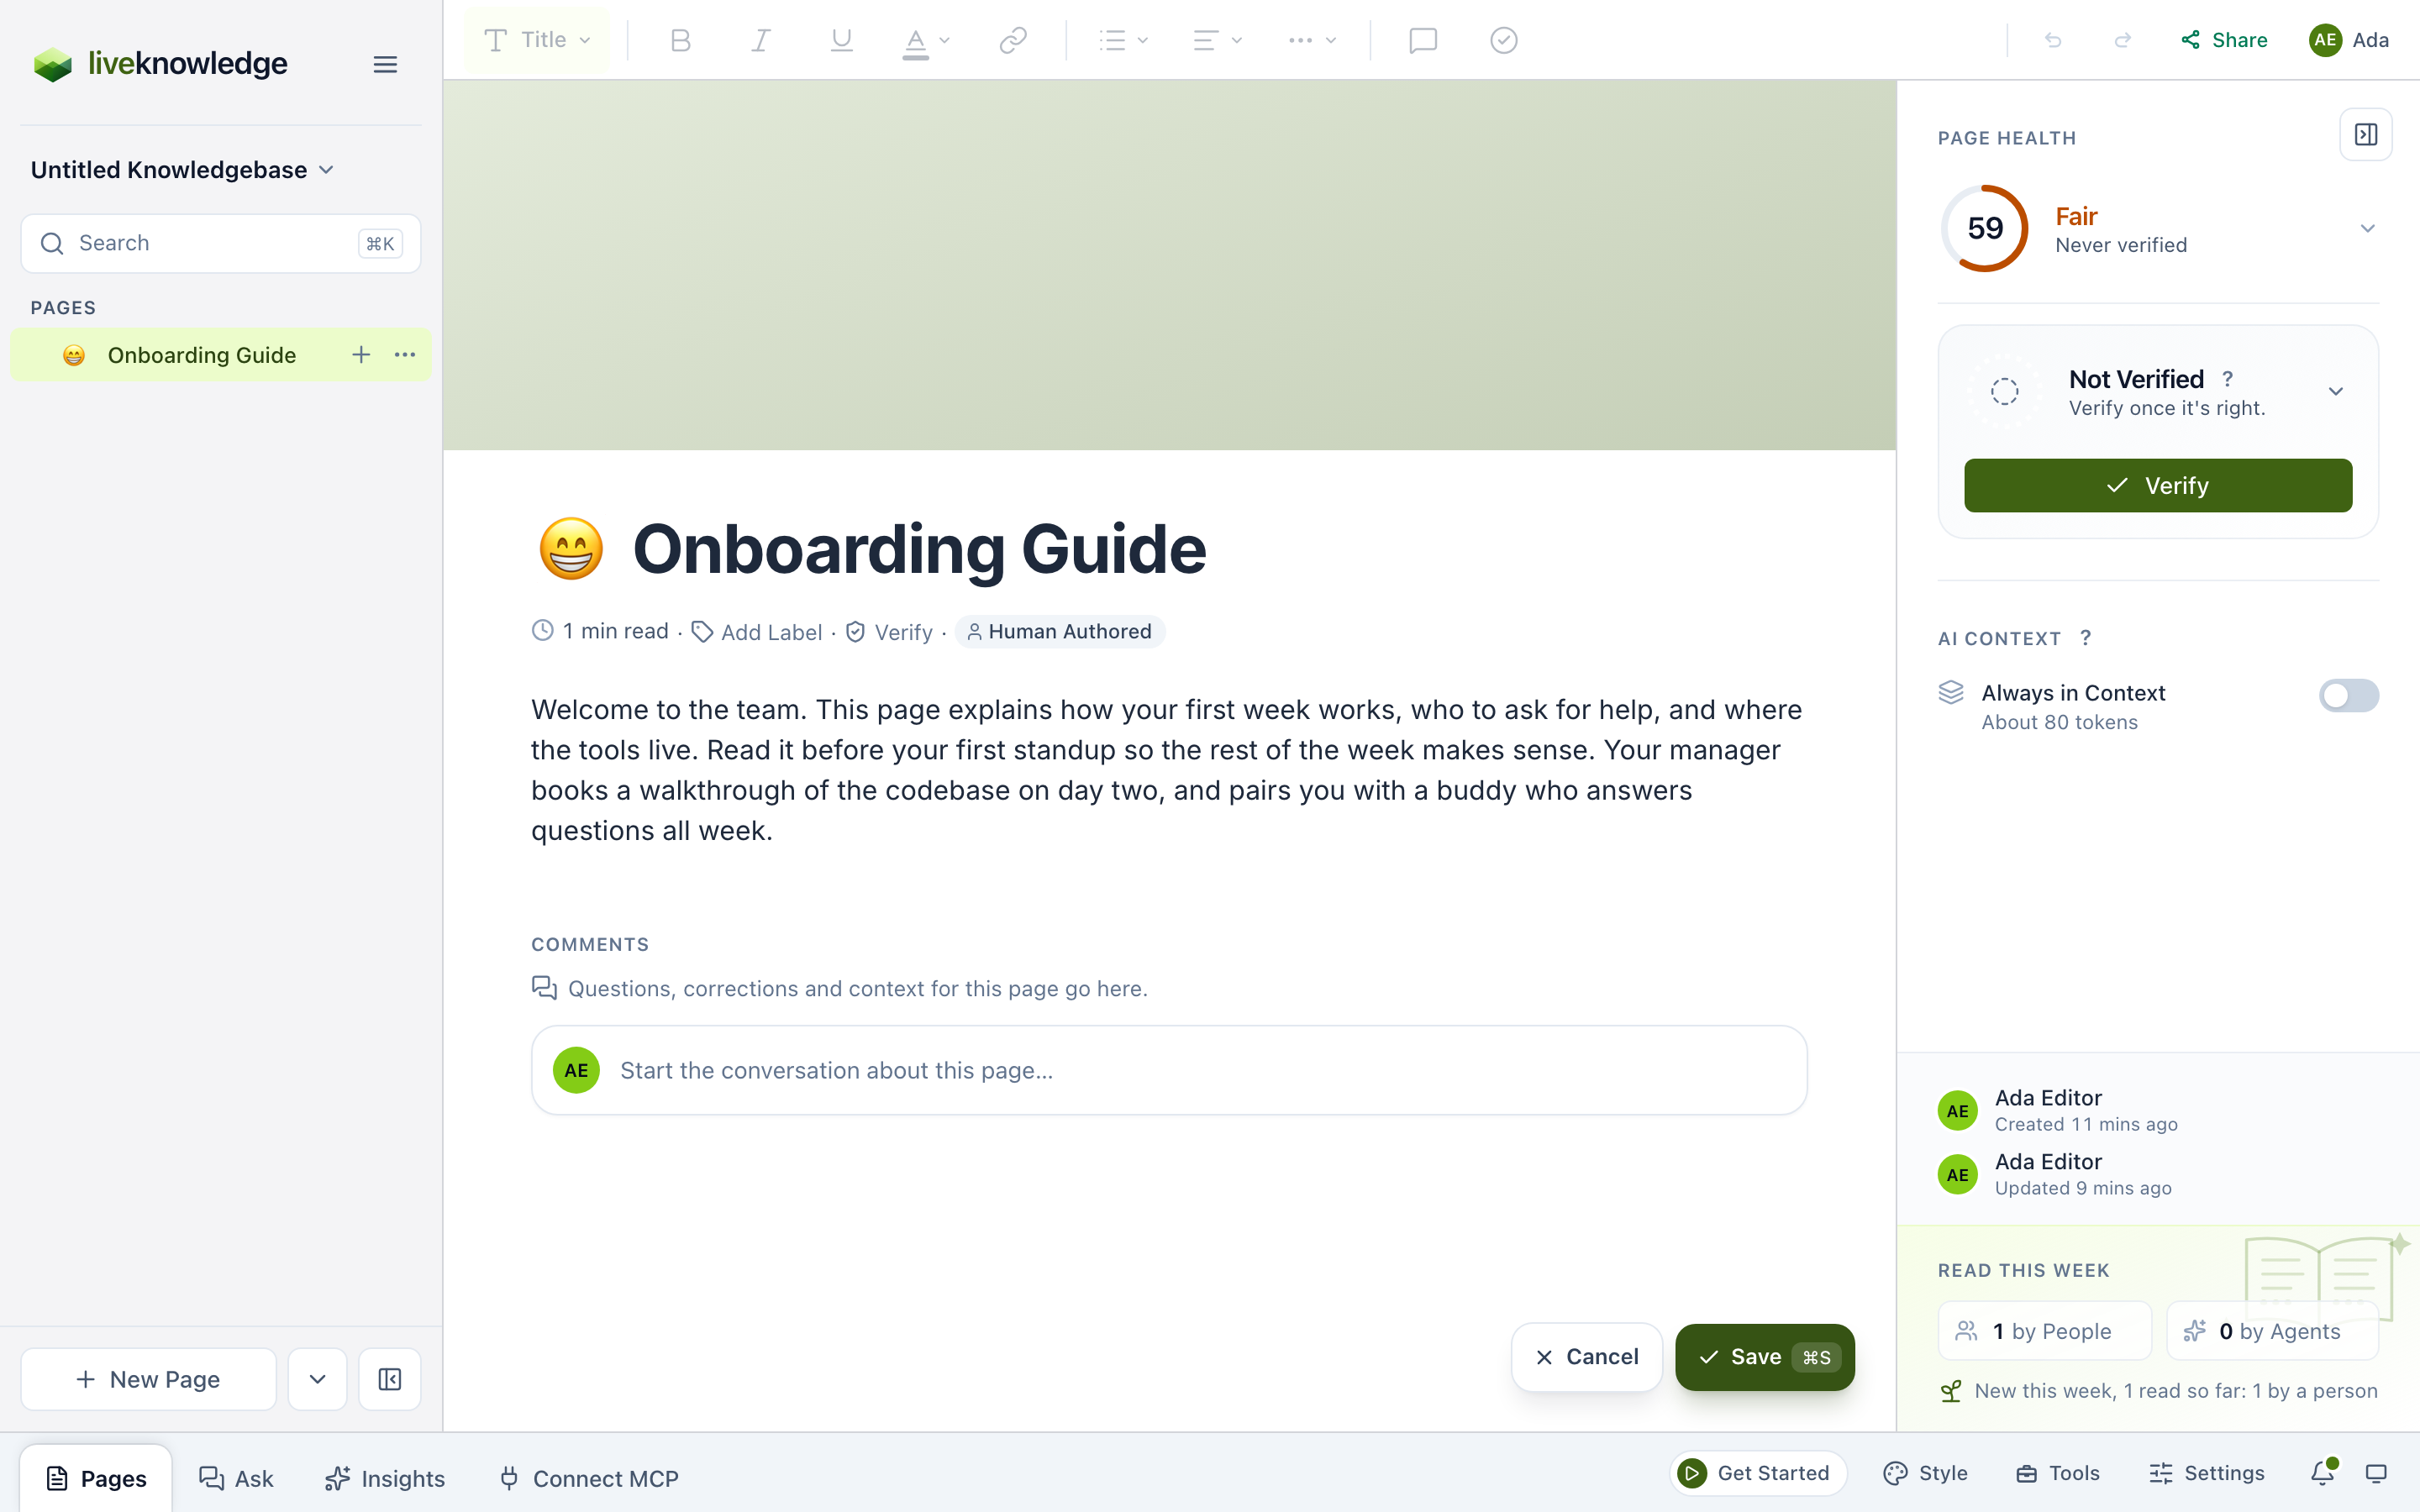 liveknowledge
Untitled Knowledgebase
Search ⌘K
PAGES
Onboarding Guide
New Page
Title
Share
AE Ada
Onboarding Guide
1 min read · Add Label · Verify · Human Authored
Welcome to the team. This page explains how your first week works, who to ask for help, and where
the tools live. Read it before your first standup so the rest of the week makes sense. Your manager
books a walkthrough of the codebase on day two, and pairs you with a buddy who answers
questions all week.
COMMENTS
Questions, corrections and context for this page go here.
AE Start the conversation about this page...
Cancel
Save ⌘S
PAGE HEALTH
59
Fair
Never verified
Not Verified ?
Verify once it's right.
Verify
AI CONTEXT ?
Always in Context
About 80 tokens
AE Ada Editor
Created 11 mins ago
AE Ada Editor
Updated 9 mins ago
READ THIS WEEK
1 by People
0 by Agents
New this week, 1 read so far: 1 by a person
Pages
Ask
Insights
Connect MCP
Get Started
Style
Tools
Settings